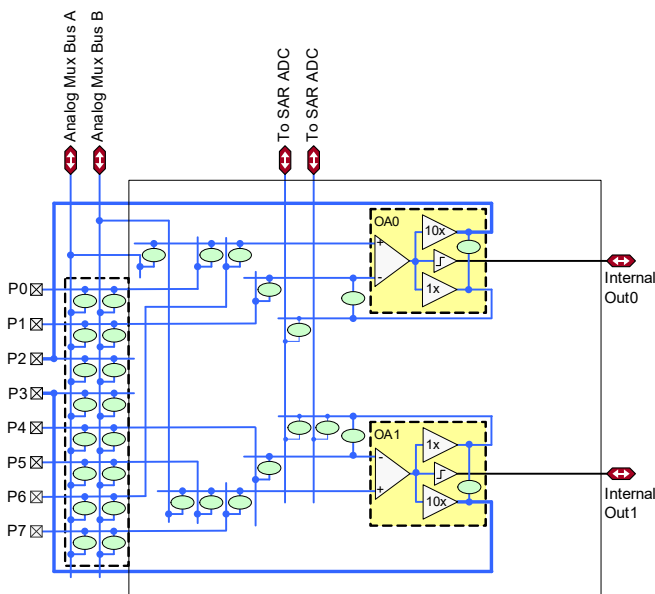 Analog Mux Bus A
Analog Mux Bus B
To SAR ADC
To SAR ADC
OA0
+
10x
-
1x
Internal
Out0
P0
P1
P2
P3
P4
P5
P6
P7
OA1
1x
-
+
10x
Internal
Out1